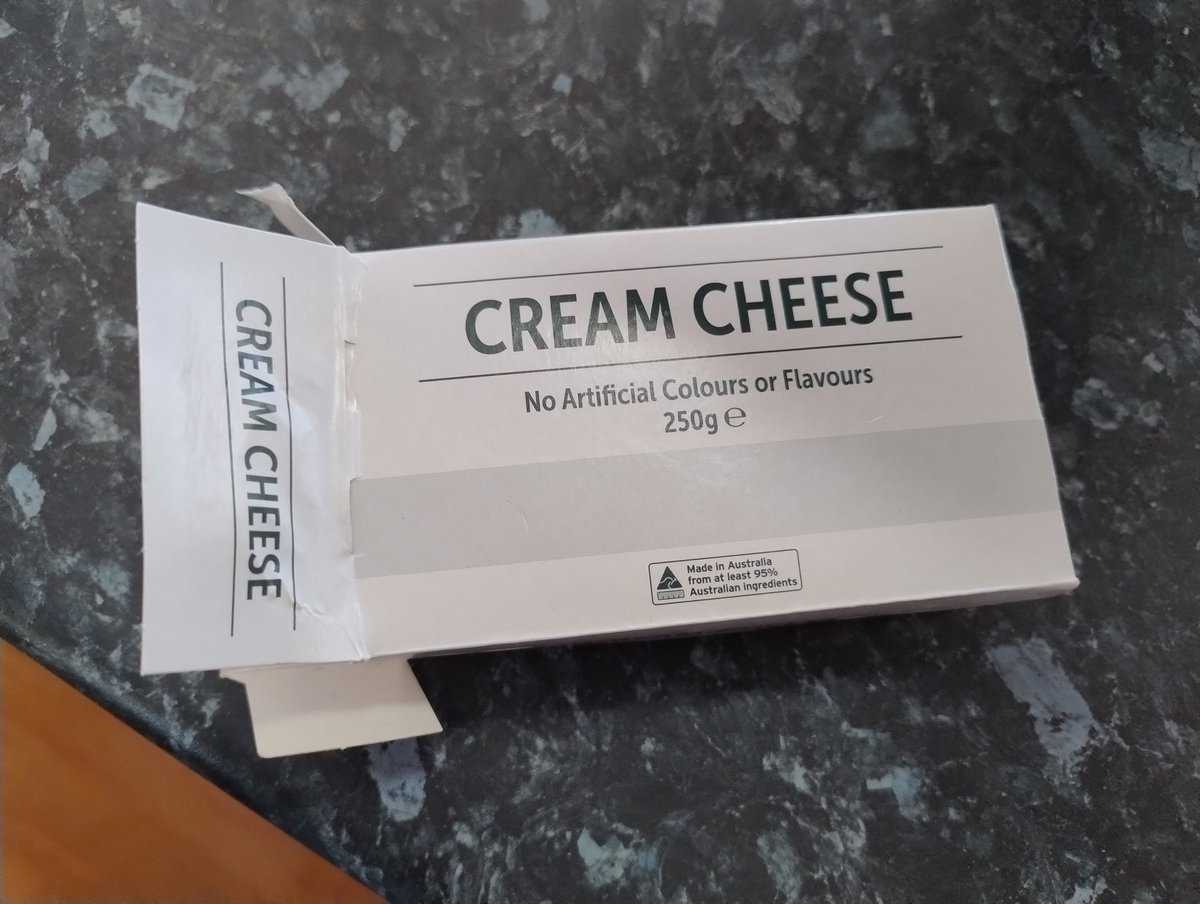 CREAM CHEESE
CREAM CHEESE
No Artificial Colours or Flavours
250g ℮
Made in Australia
from at least 95%
Australian ingredients